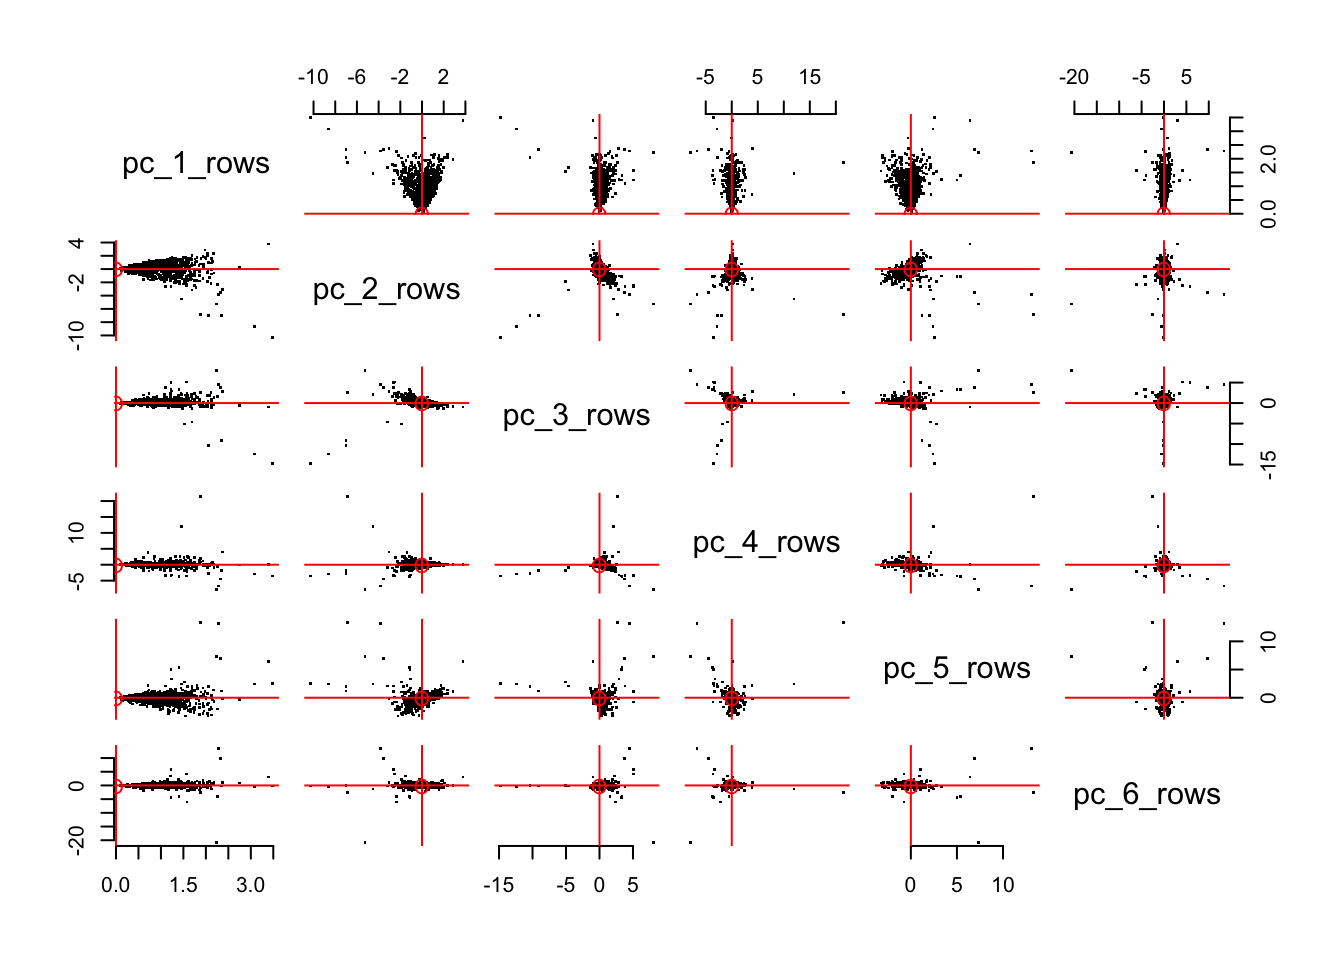 -10 -6 -2 2 -5 5 15 -20 -5 5
pc_1_rows 0.0 2.0
-10 -2 4 pc_2_rows
pc_3_rows -15 0
-5 10 pc_4_rows
pc_5_rows 0 10
-20 0 pc_6_rows
0.0 1.5 3.0 -15 -5 0 5 0 5 10